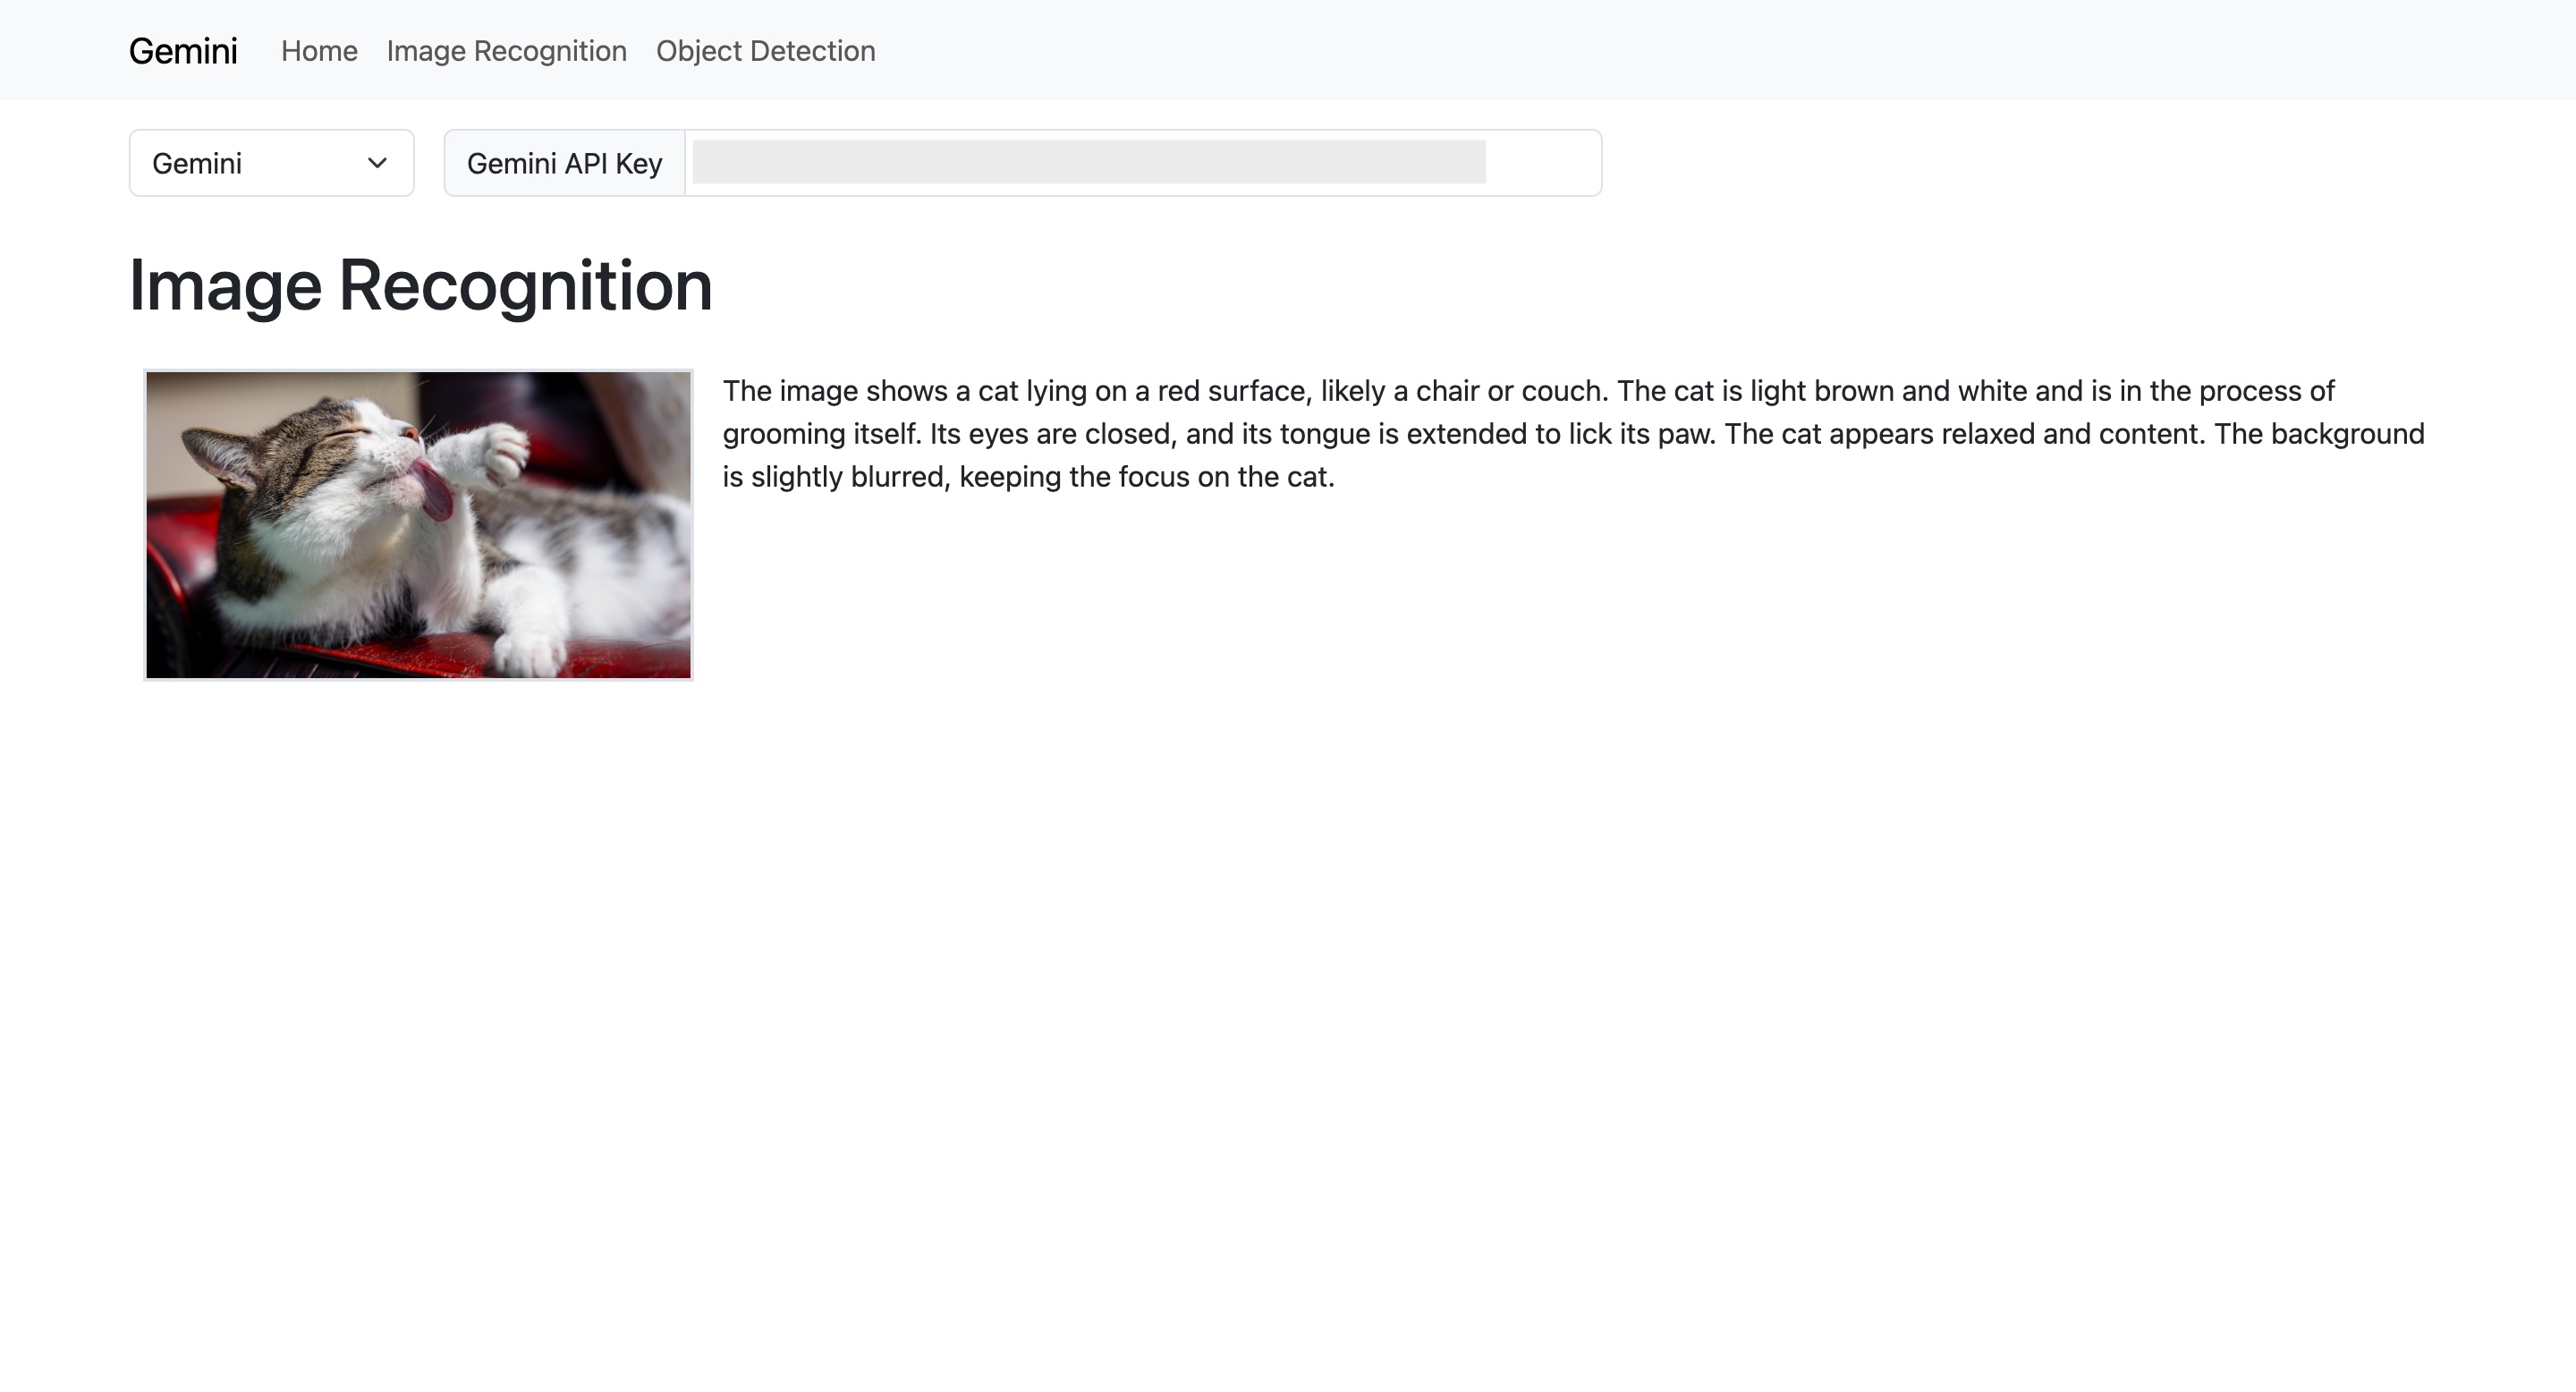 Gemini Home Image Recognition Object Detection
Gemini Gemini API Key
Image Recognition
The image shows a cat lying on a red surface, likely a chair or couch. The cat is light brown and white and is in the process of
grooming itself. Its eyes are closed, and its tongue is extended to lick its paw. The cat appears relaxed and content. The background
is slightly blurred, keeping the focus on the cat.